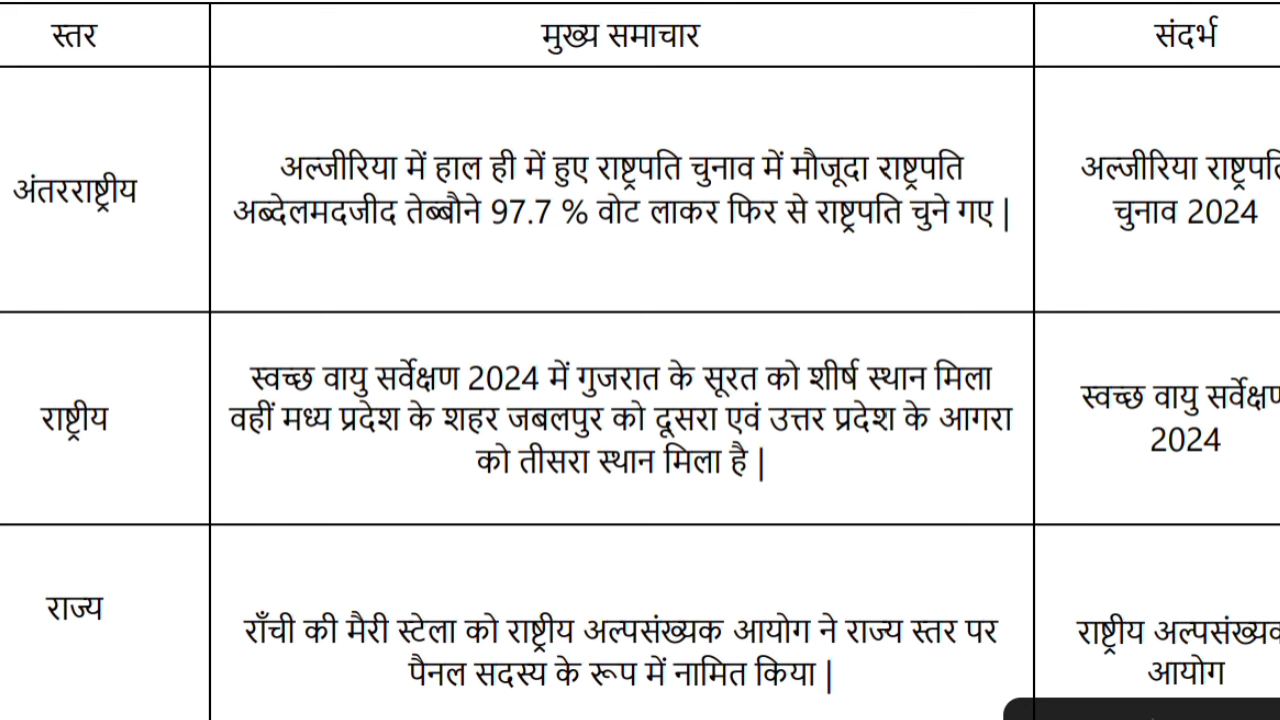 स्तर
मुख्य समाचार
संदर्भ
अंतरराष्ट्रीय
अल्जीरिया में हाल ही में हुए राष्ट्रपति चुनाव में मौजूदा राष्ट्रपति
अब्देलमदजीद तेब्बौने 97.7 % वोट लाकर फिर से राष्ट्रपति चुने गए |
अल्जीरिया राष्ट्रपति
चुनाव 2024
राष्ट्रीय
स्वच्छ वायु सर्वेक्षण 2024 में गुजरात के सूरत को शीर्ष स्थान मिला
वहीं मध्य प्रदेश के शहर जबलपुर को दूसरा एवं उत्तर प्रदेश के आगरा
को तीसरा स्थान मिला है |
स्वच्छ वायु सर्वेक्षण
2024
राज्य
राँची की मैरी स्टेला को राष्ट्रीय अल्पसंख्यक आयोग ने राज्य स्तर पर
पैनल सदस्य के रूप में नामित किया |
राष्ट्रीय अल्पसंख्यक
आयोग